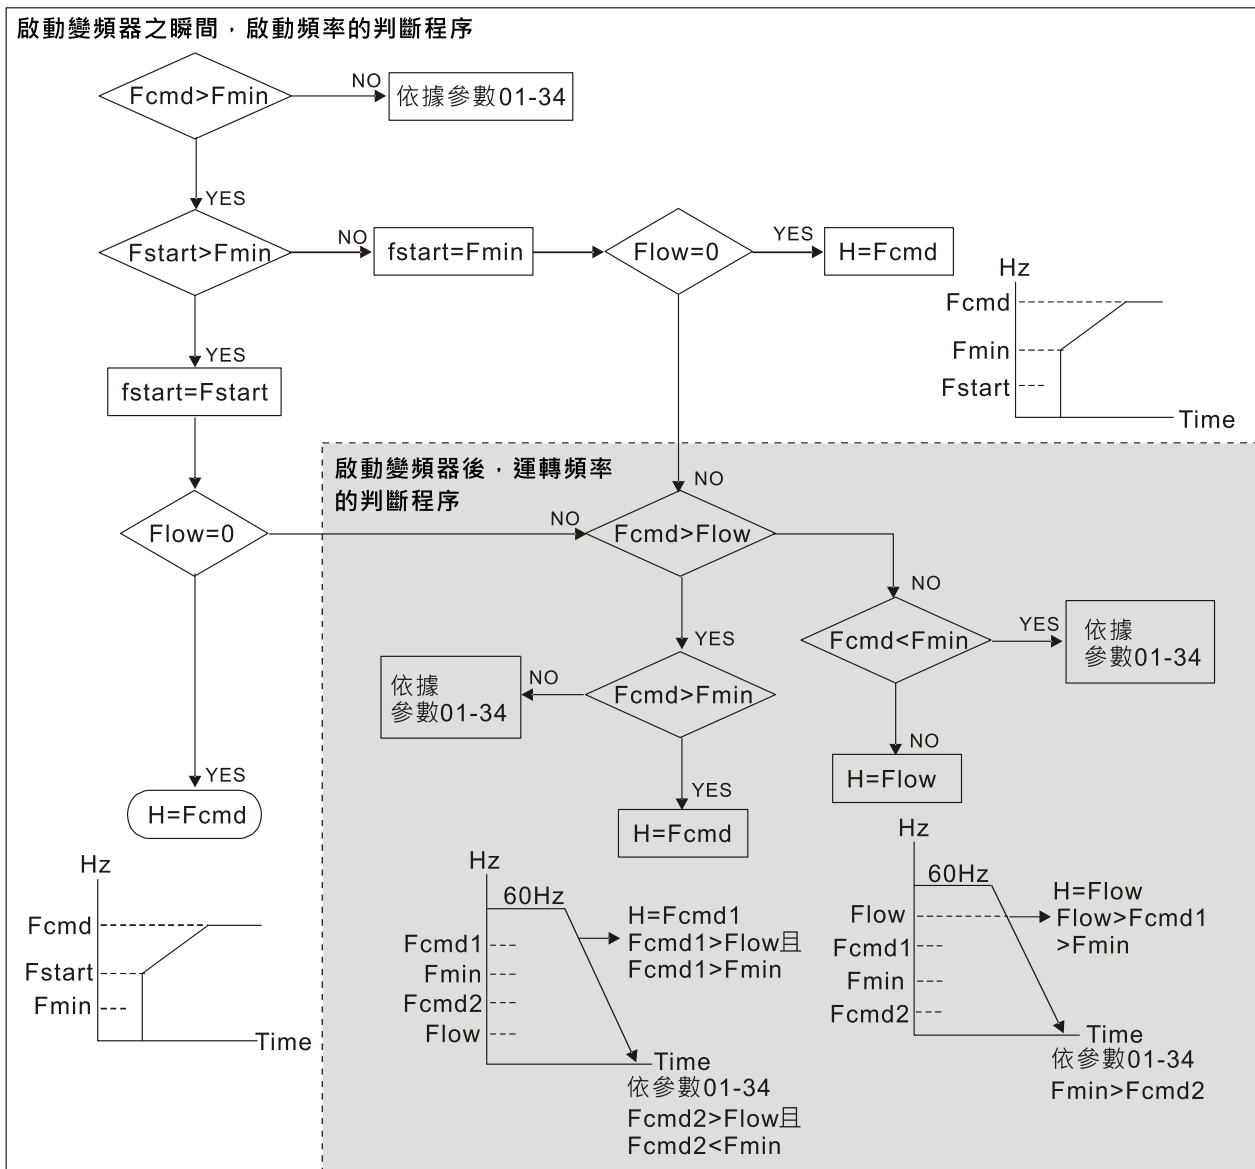 啟動變頻器之瞬間，啟動頻率的判斷程序
Fcmd>Fmin
NO
依據參數01-34
YES
Fstart>Fmin
NO
fstart=Fmin
Flow=0
YES
H=Fcmd
Hz
Fcmd
Fmin
Fstart
Time
YES
fstart=Fstart
啟動變頻器後，運轉頻率
的判斷程序
NO
Flow=0
NO
Fcmd>Flow
NO
YES
Fcmd<Fmin
YES
依據
參數01-34
依據
參數01-34
NO
Fcmd>Fmin
NO
H=Flow
YES
H=Fcmd
YES
H=Fcmd
Hz
Fcmd
Fstart
Fmin
Time
Hz
60Hz
Fcmd1
Fmin
Fcmd2
Flow
H=Fcmd1
Fcmd1>Flow且
Fcmd1>Fmin
Time
依參數01-34
Fcmd2>Flow且
Fcmd2<Fmin
Hz
60Hz
Flow
Fcmd1
Fmin
Fcmd2
H=Flow
Flow>Fcmd1
>Fmin
Time
依參數01-34
Fmin>Fcmd2